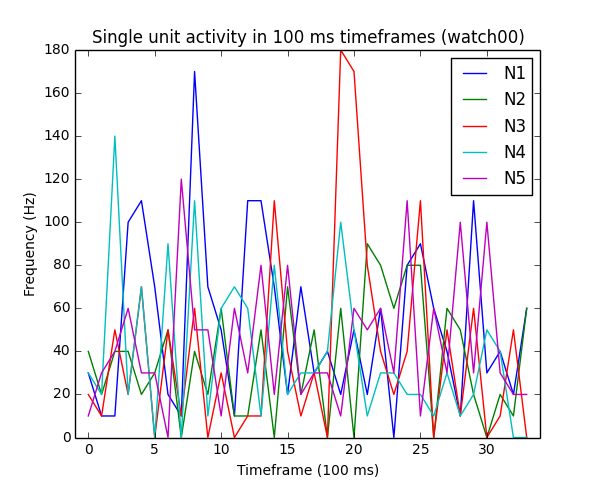 Single unit activity in 100 ms timeframes (watch00)
180
160
140
120
100
80
60
40
20
0
Frequency (Hz)
N1
N2
N3
N4
N5
0 5 10 15 20 25 30
Timeframe (100 ms)